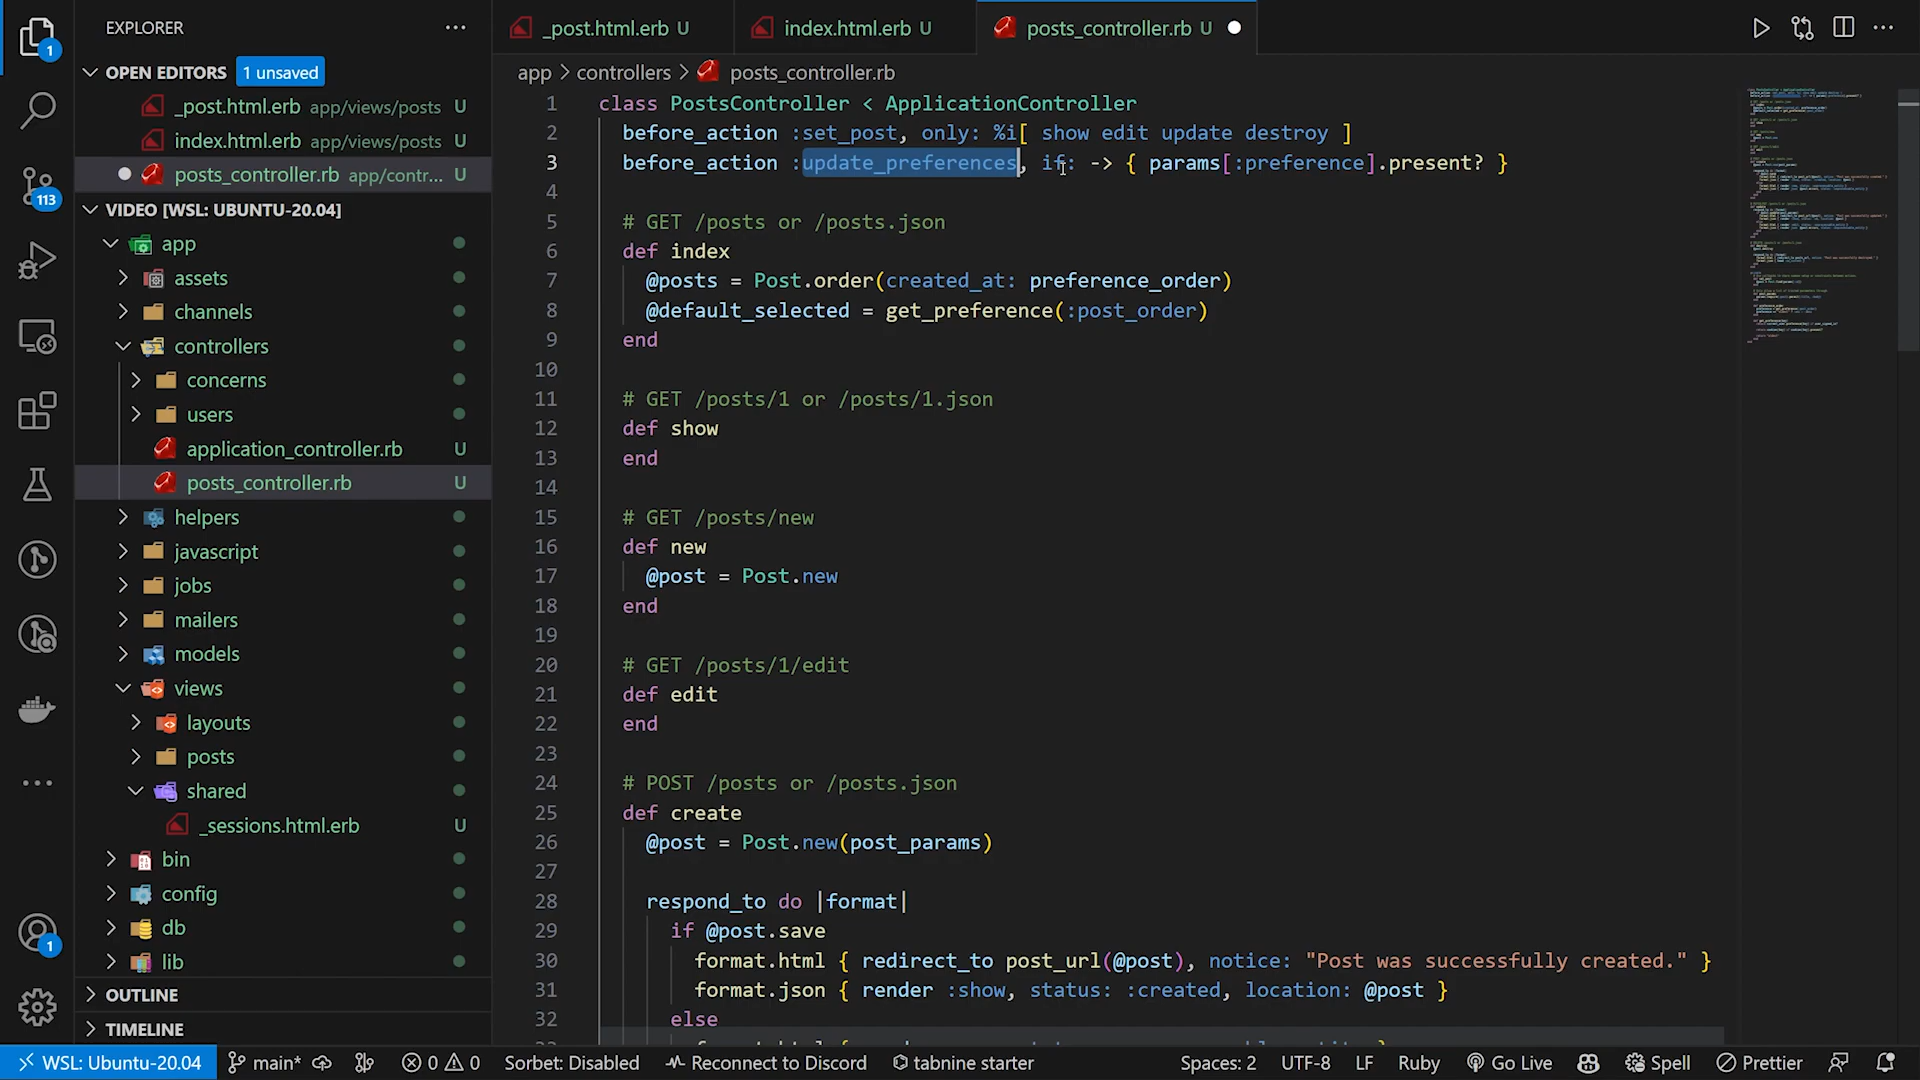 EXPLORER
OPEN EDITORS 1 unsaved
_post.html.erb app/views/posts U
index.html.erb app/views/posts U
posts_controller.rb app/contr... U
VIDEO [WSL: UBUNTU-20.04]
app
assets
channels
controllers
concerns
users
application_controller.rb U
posts_controller.rb U
helpers
javascript
jobs
mailers
models
views
layouts
posts
shared
_sessions.html.erb U
bin
config
db
lib
OUTLINE
TIMELINE
1
113
1
_post.html.erb U
index.html.erb U
posts_controller.rb U
app > controllers > posts_controller.rb
1 class PostsController < ApplicationController
2 before_action :set_post, only: %i[ show edit update destroy ]
3 before_action :update_preferences, if: -> { params[:preference].present? }
4
5 # GET /posts or /posts.json
6 def index
7 @posts = Post.order(created_at: preference_order)
8 @default_selected = get_preference(:post_order)
9 end
10
11 # GET /posts/1 or /posts/1.json
12 def show
13 end
14
15 # GET /posts/new
16 def new
17 @post = Post.new
18 end
19
20 # GET /posts/1/edit
21 def edit
22 end
23
24 # POST /posts or /posts.json
25 def create
26 @post = Post.new(post_params)
27
28 respond_to do |format|
29 if @post.save
30 format.html { redirect_to post_url(@post), notice: "Post was successfully created." }
31 format.json { render :show, status: :created, location: @post }
32 else
WSL: Ubuntu-20.04 main* 0 0 Sorbet: Disabled Reconnect to Discord tabnine starter Spaces: 2 UTF-8 LF Ruby Go Live Spell Prettier